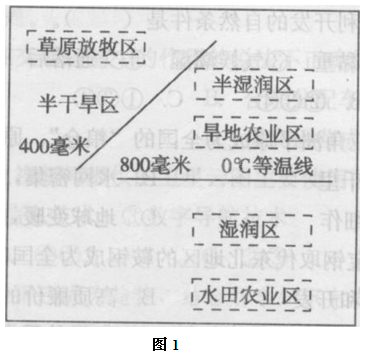 草原放牧区
半干旱区
半湿润区
旱地农业区
400毫米
800毫米 0℃等温线
湿润区
水田农业区
图1